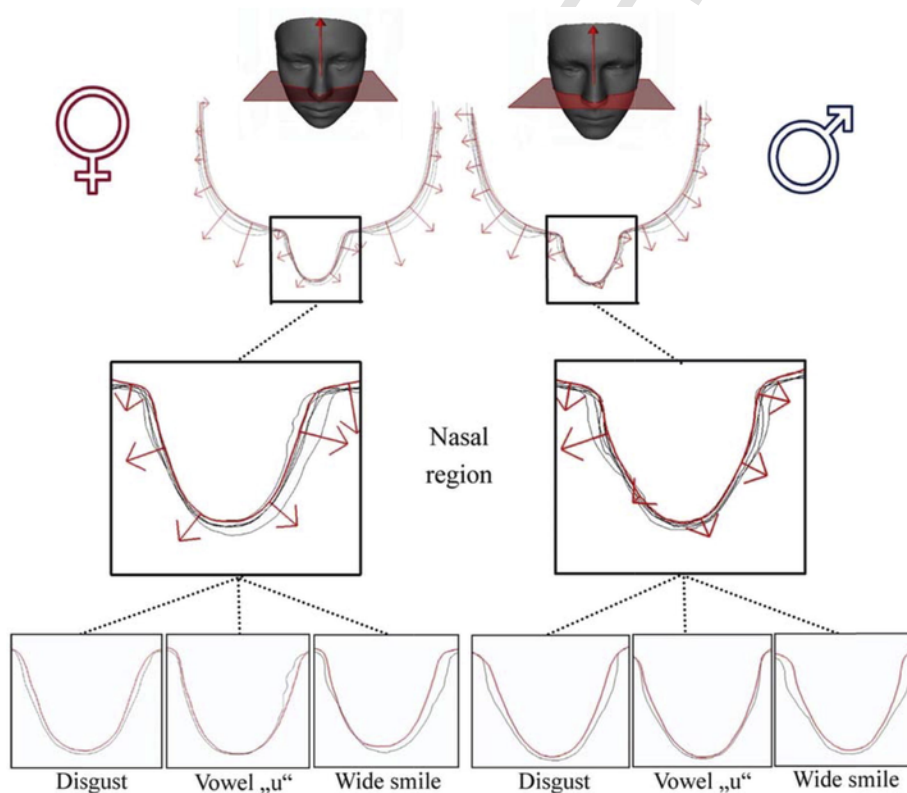 Nasal
region
Disgust
Vowel „u“
Wide smile
Disgust
Vowel „u“
Wide smile